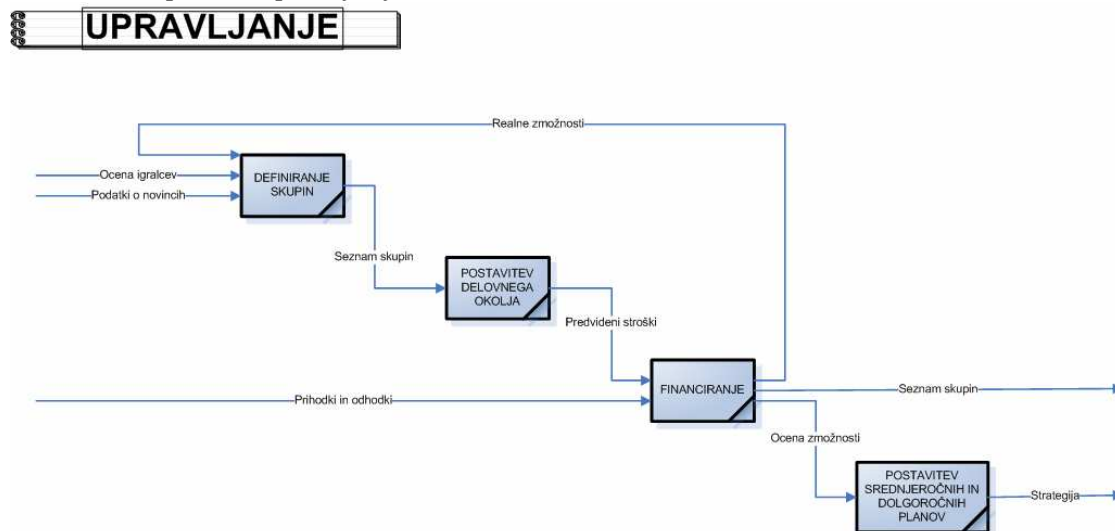 UPRAVLJANJE
Realne zmožnosti
Ocena igralcev
Podatki o novincih
DEFINIRANJE
SKUPIN
Seznam skupin
POSTAVITEV
DELOVNEGA
OKOLJA
Predvideni stroški
Prihodki in odhodki
FINANCIRANJE
Seznam skupin
Ocena zmožnosti
POSTAVITEV
SREDNJEROČNIH IN
DOLGOROČNIH
PLANOV
Strategija